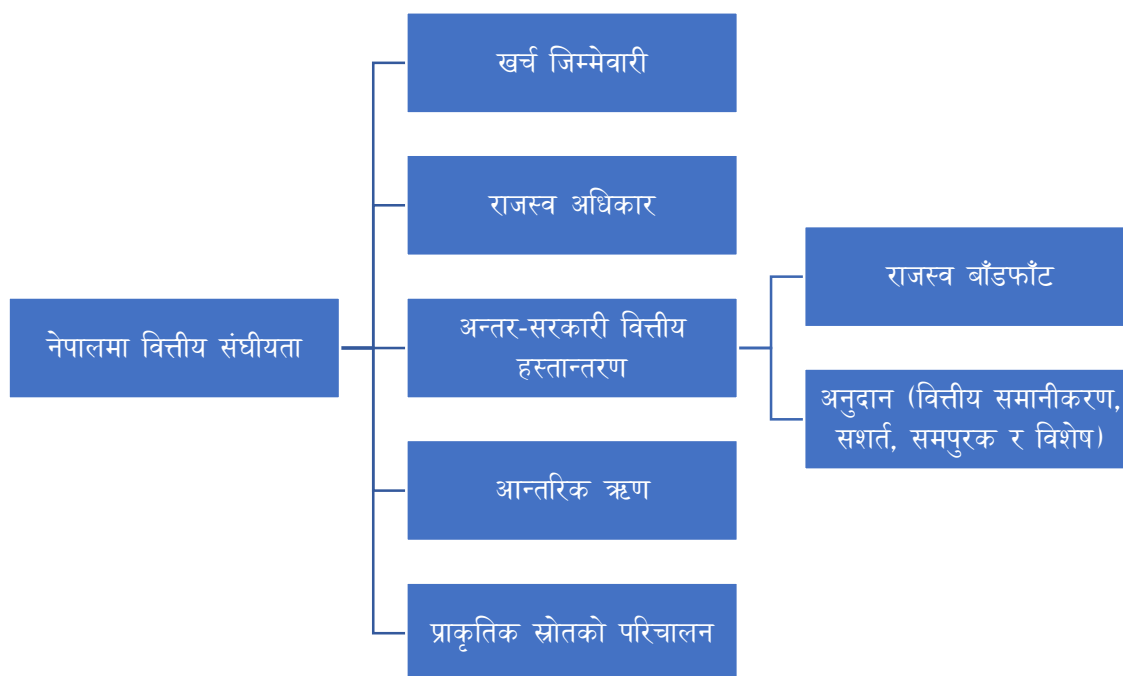 नेपालमा वित्तीय संघीयता
खर्च जिम्मेवारी
राजस्व अधिकार
अन्तर-सरकारी वित्तीय
हस्तान्तरण
राजस्व बाँडफाँट
अनुदान (वित्तीय समानीकरण,
सशर्त, समपुरक र विशेष)
आन्तरिक ऋण
प्राकृतिक स्रोतको परिचालन